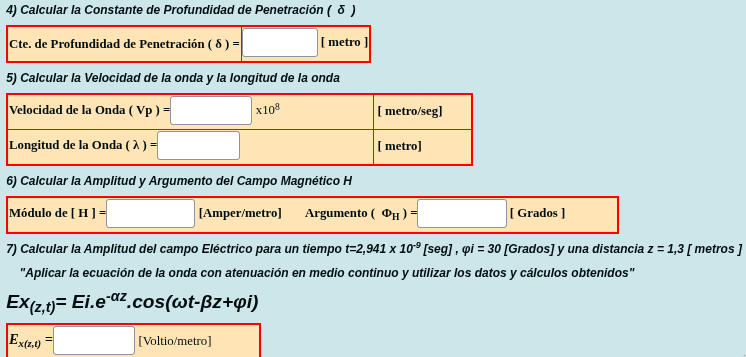 4) Calcular la Constante de Profundidad de Penetración ( δ )
Cte. de Profundidad de Penetración ( δ ) = [ metro ]
5) Calcular la Velocidad de la onda y la longitud de la onda
Velocidad de la Onda ( Vp ) = x10⁸ [ metro/seg]
Longitud de la Onda ( λ ) = [ metro]
6) Calcular la Amplitud y Argumento del Campo Magnético H
Módulo de [ H ] = [Amper/metro] Argumento ( Φ_H ) = [ Grados ]
7) Calcular la Amplitud del campo Eléctrico para un tiempo t=2,941 x 10⁻⁹ [seg] , φi = 30 [Grados] y una distancia z = 1,3 [ metros ]
"Aplicar la ecuación de la onda con atenuación en medio continuo y utilizar los datos y cálculos obtenidos"
Ex(z,t)= Ei.e^-αz.cos(ωt-βz+φi)
Ex(z,t) = [Voltio/metro]